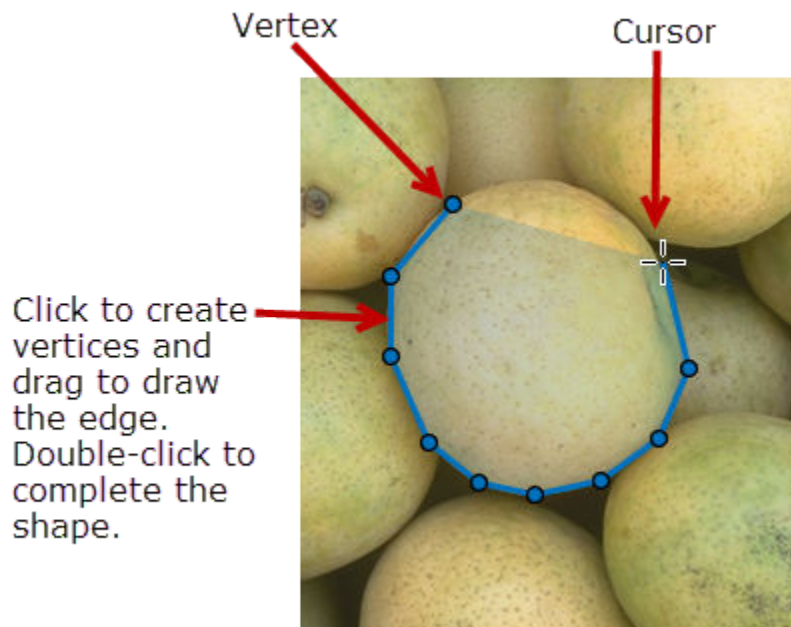 Vertex
Cursor
Click to create
vertices and
drag to draw
the edge.
Double-click to
complete the
shape.